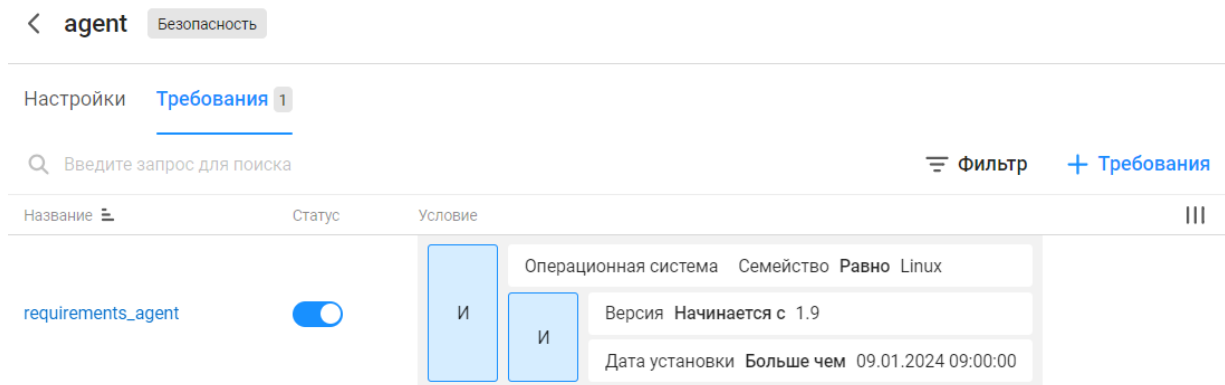 agent Безопасность
Настройки Требования 1
Введите запрос для поиска Фильтр + Требования
Название Статус Условие
Операционная система Семейство Равно Linux
requirements_agent И И Версия Начинается с 1.9
Дата установки Больше чем 09.01.2024 09:00:00